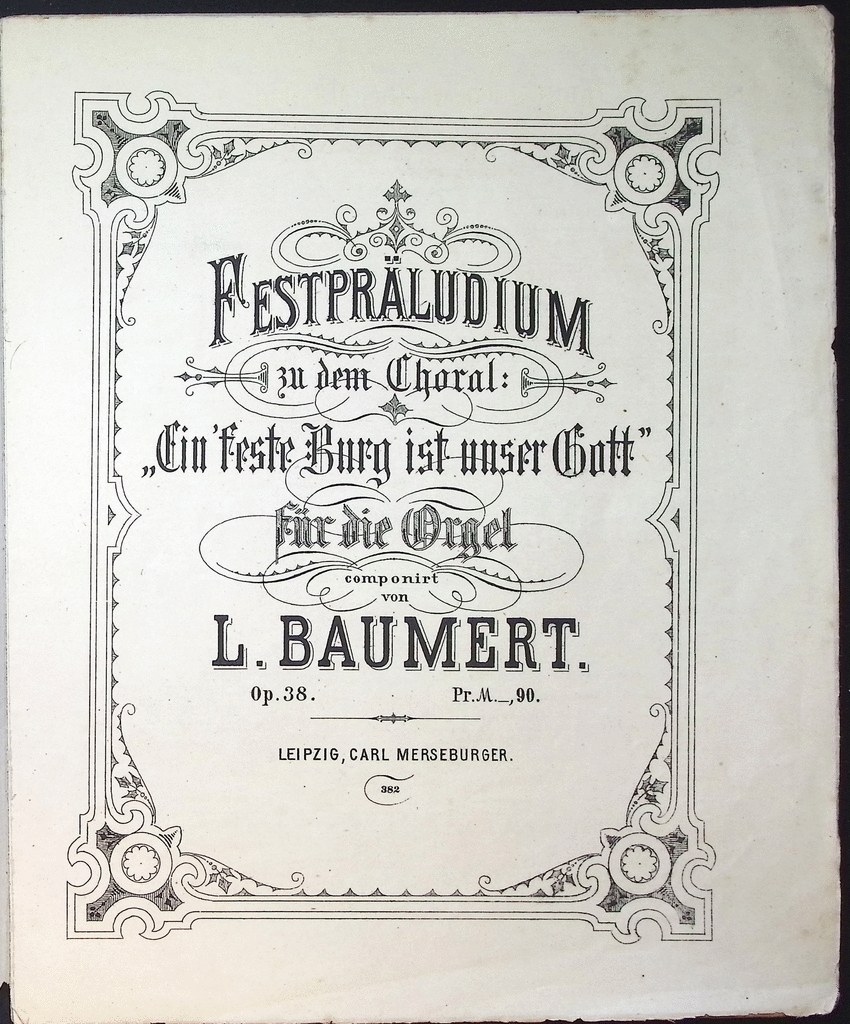 FESTPRÄLUDIUM
zu dem Choral:
„Ein' feste Burg ist unser Gott”
für die Orgel
componirt
von
L. BAUMERT.
Op. 38. Pr. M. _, 90.
LEIPZIG, CARL MERSEBURGER.
382